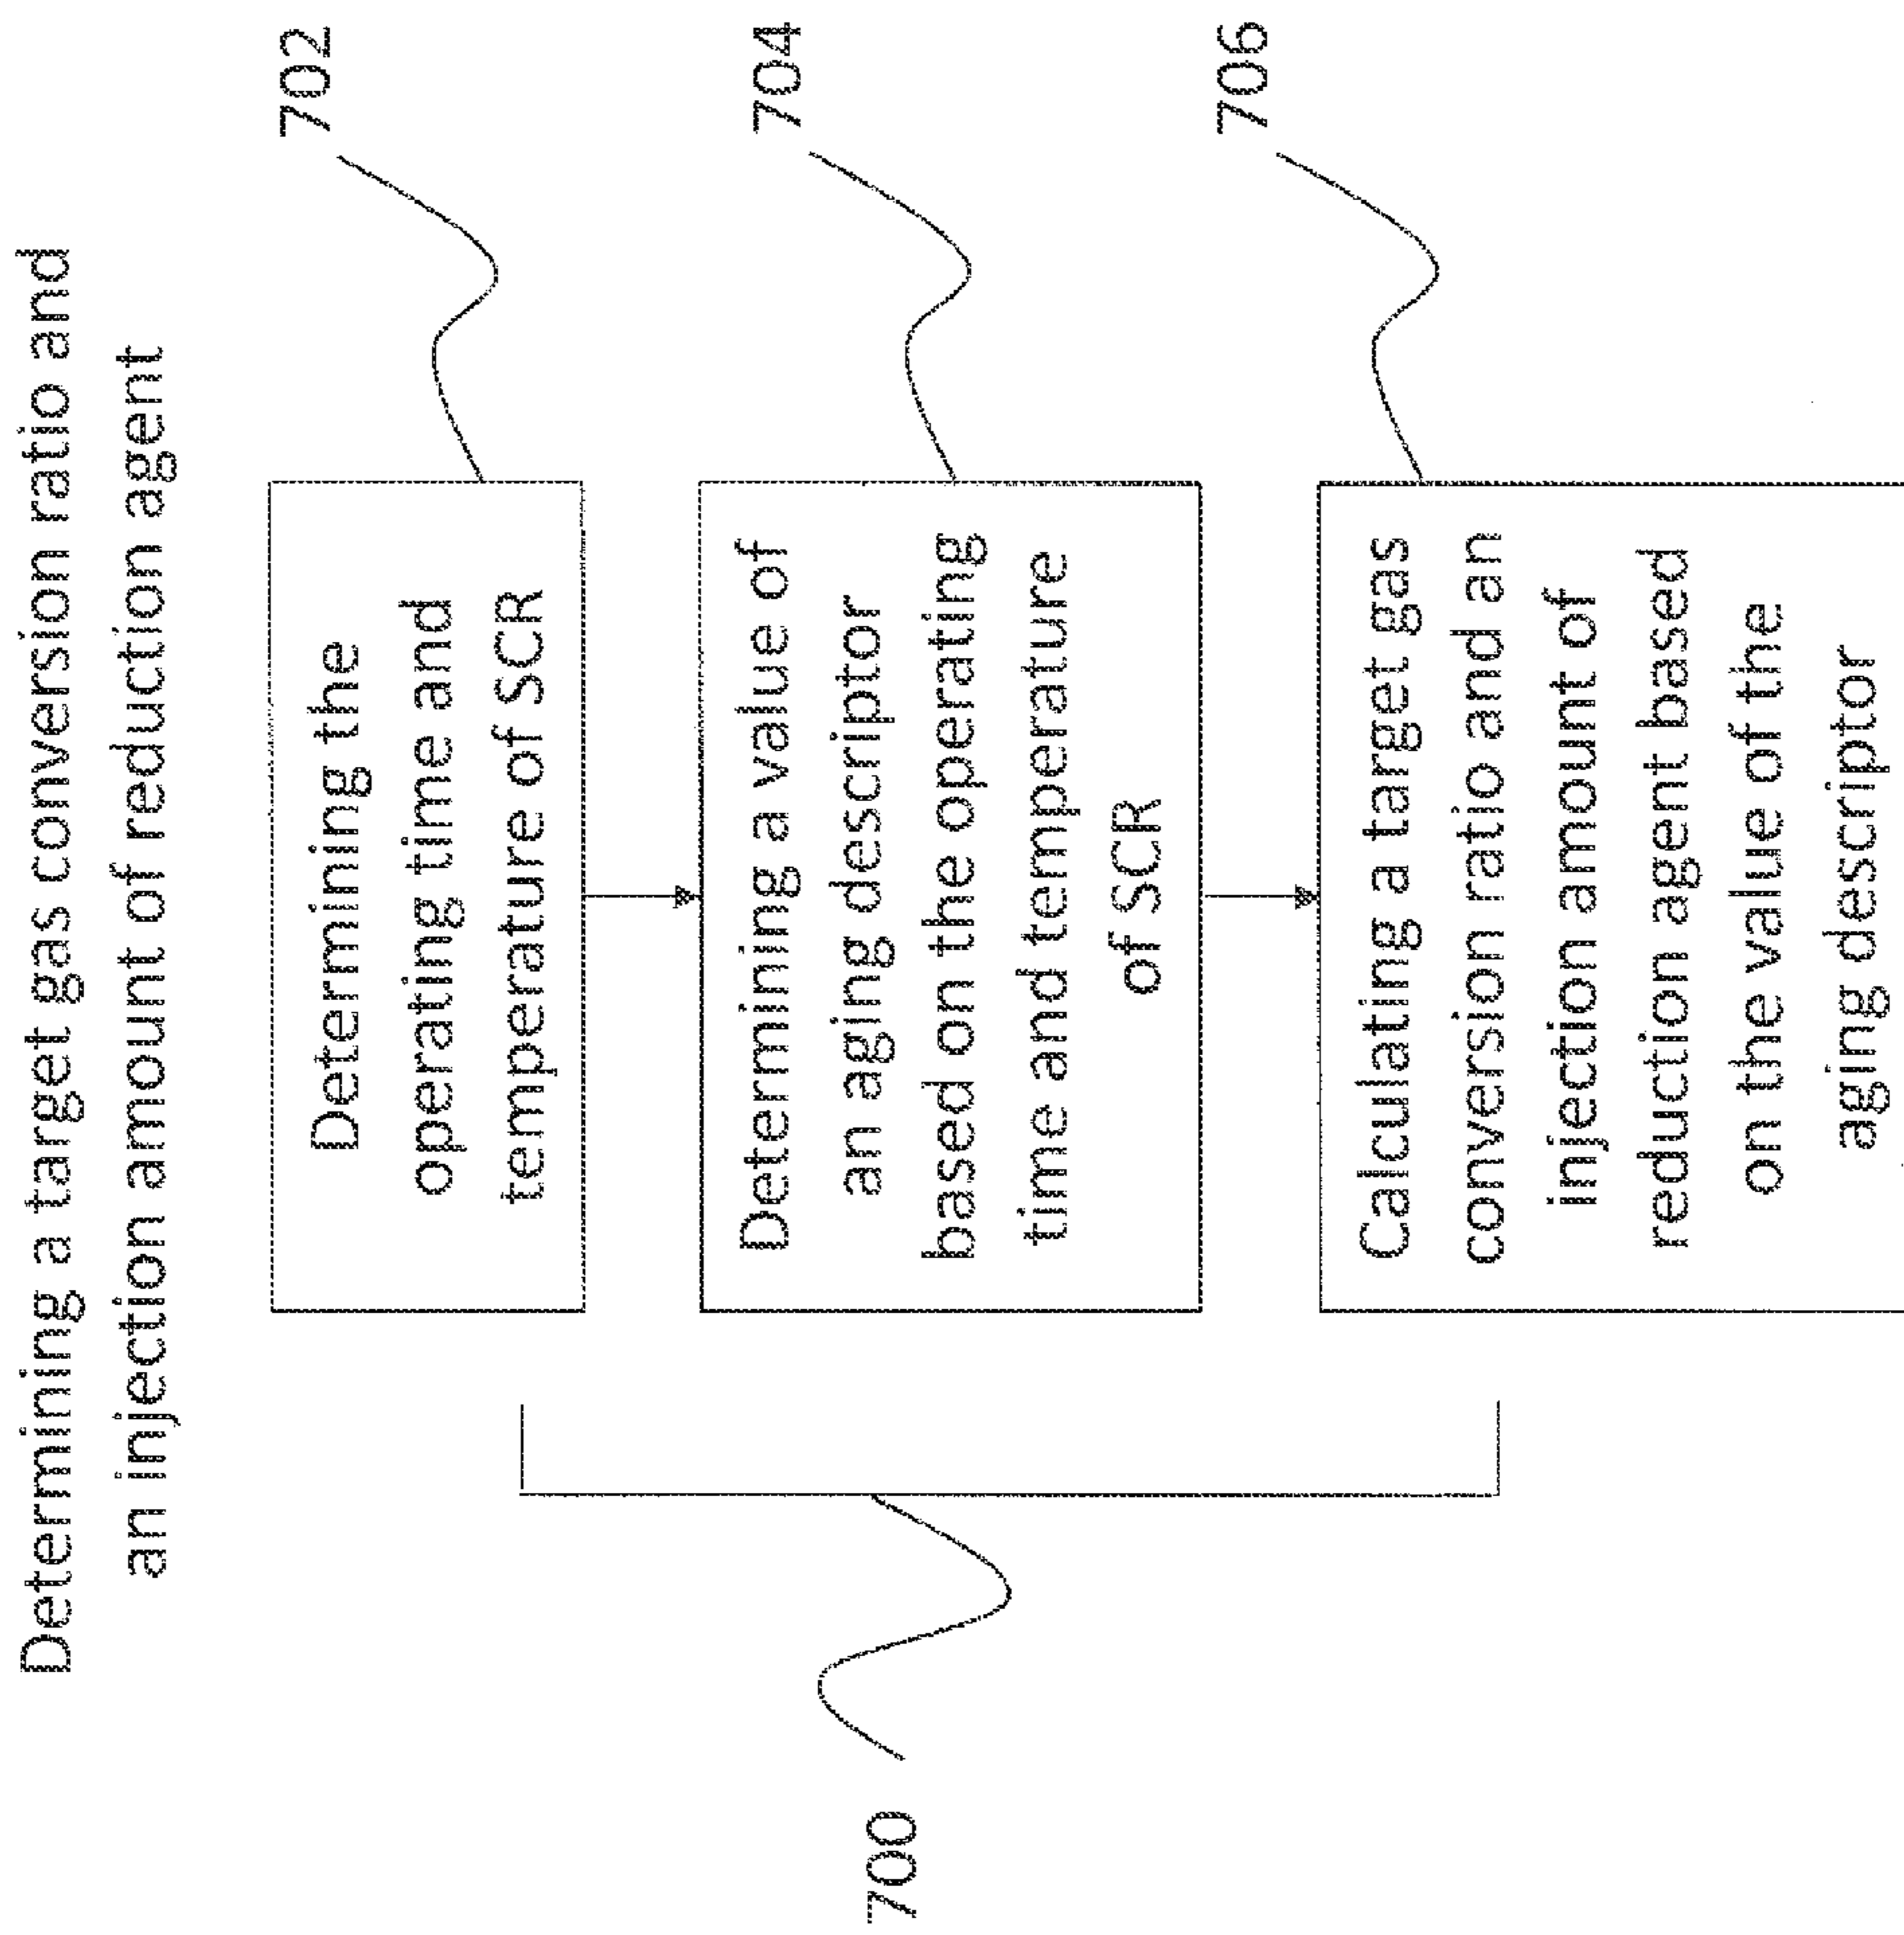 Determining a target gas conversion ratio and
an injection amount of reduction agent
702
Determining the
operating time and
temperature of SCR
704
Determining a value of
an aging descriptor
based on the operating
time and temperature
of SCR
706
Calculating a target gas
conversion ratio and an
injection amount of
reduction agent based
on the value of the
aging descriptor
700